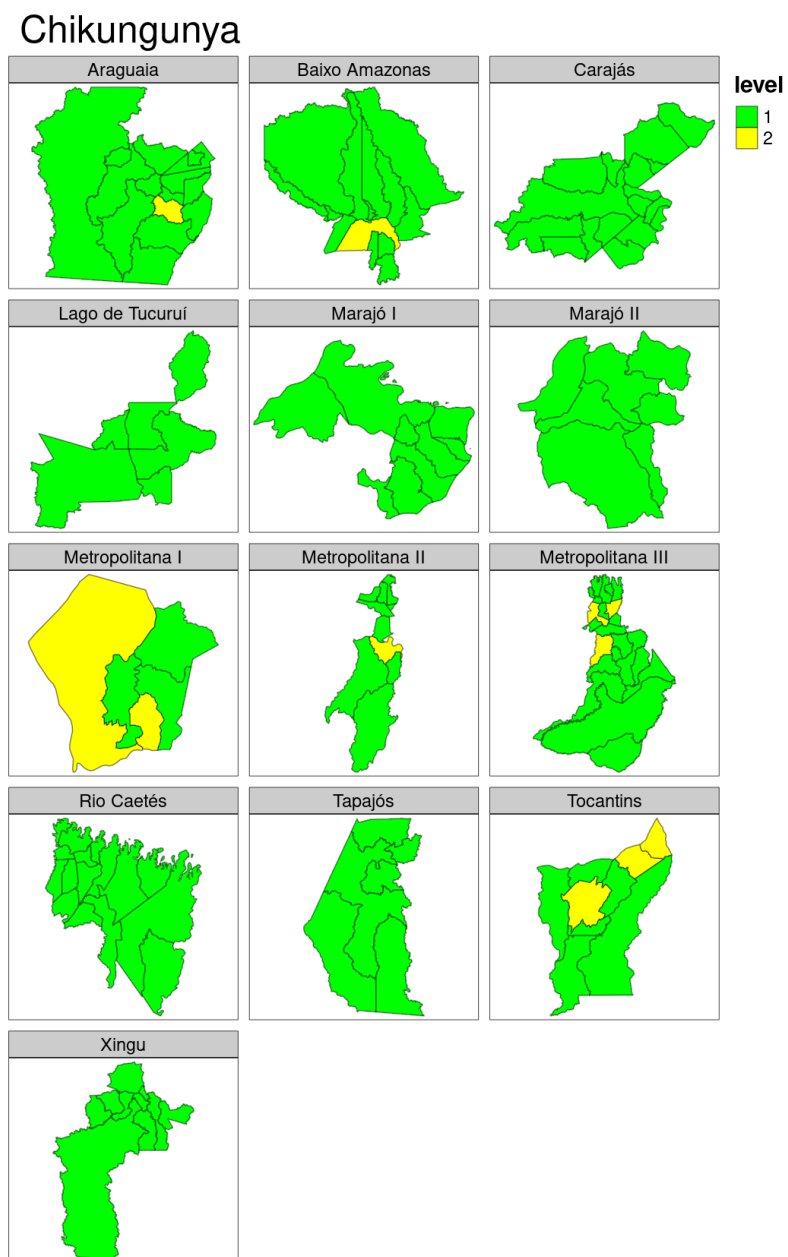 Chikungunya
Araguaia
Baixo Amazonas
Carajás
level
1
2
Lago de Tucuruí
Marajó I
Marajó II
Metropolitana I
Metropolitana II
Metropolitana III
Rio Caetés
Tapajós
Tocantins
Xingu